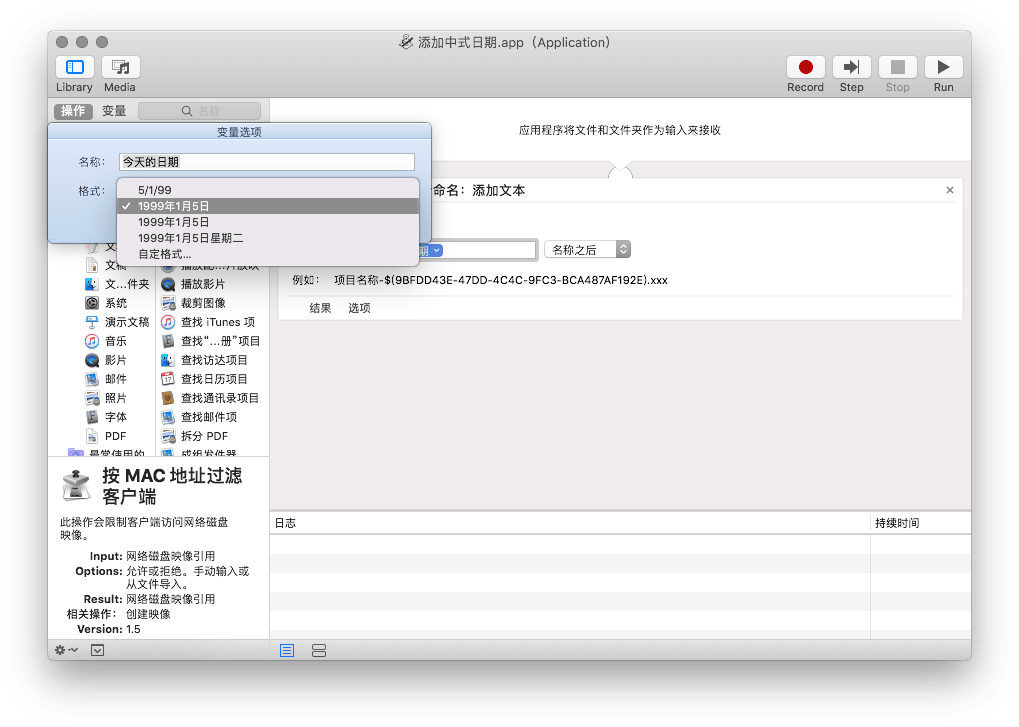 添加中式日期.app（Application）
Library
Media
Record
Step
Stop
Run
操作
变量
名称
变量选项
名称：
今天的日期
格式：
5/1/99
✓ 1999年1月5日
1999年1月5日
1999年1月5日星期二
自定格式...
应用程序将文件和文件夹作为输入来接收
命名：添加文本
期
名称之后
例如：
项目名称-$(9BFDD43E-47DD-4C4C-9FC3-BCA487AF192E).xxx
结果
选项
文稿
文...件夹
系统
演示文稿
音乐
影片
邮件
照片
字体
PDF
最常使用的
播放影片
裁剪图像
查找 iTunes 项
查找“...册”项目
查找访达项目
查找日历项目
查找通讯录项目
查找邮件项
拆分 PDF
成组发件器
按 MAC 地址过滤
客户端
此操作会限制客户端访问网络磁盘
映像。
Input: 网络磁盘映像引用
Options: 允许或拒绝。手动输入或
从文件导入。
Result: 网络磁盘映像引用
相关操作： 创建映像
Version: 1.5
日志
持续时间